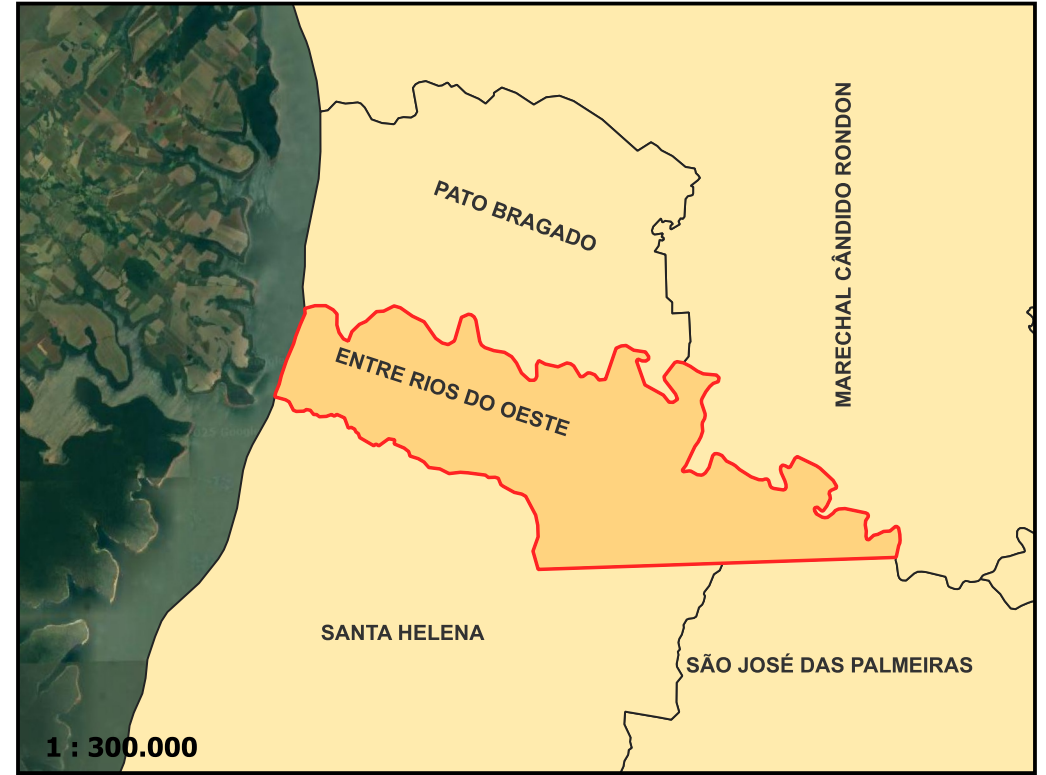 PATO BRAGADO
MARECHAL CÂNDIDO RONDON
ENTRE RIOS DO OESTE
SANTA HELENA
SÃO JOSÉ DAS PALMEIRAS
1 : 300.000